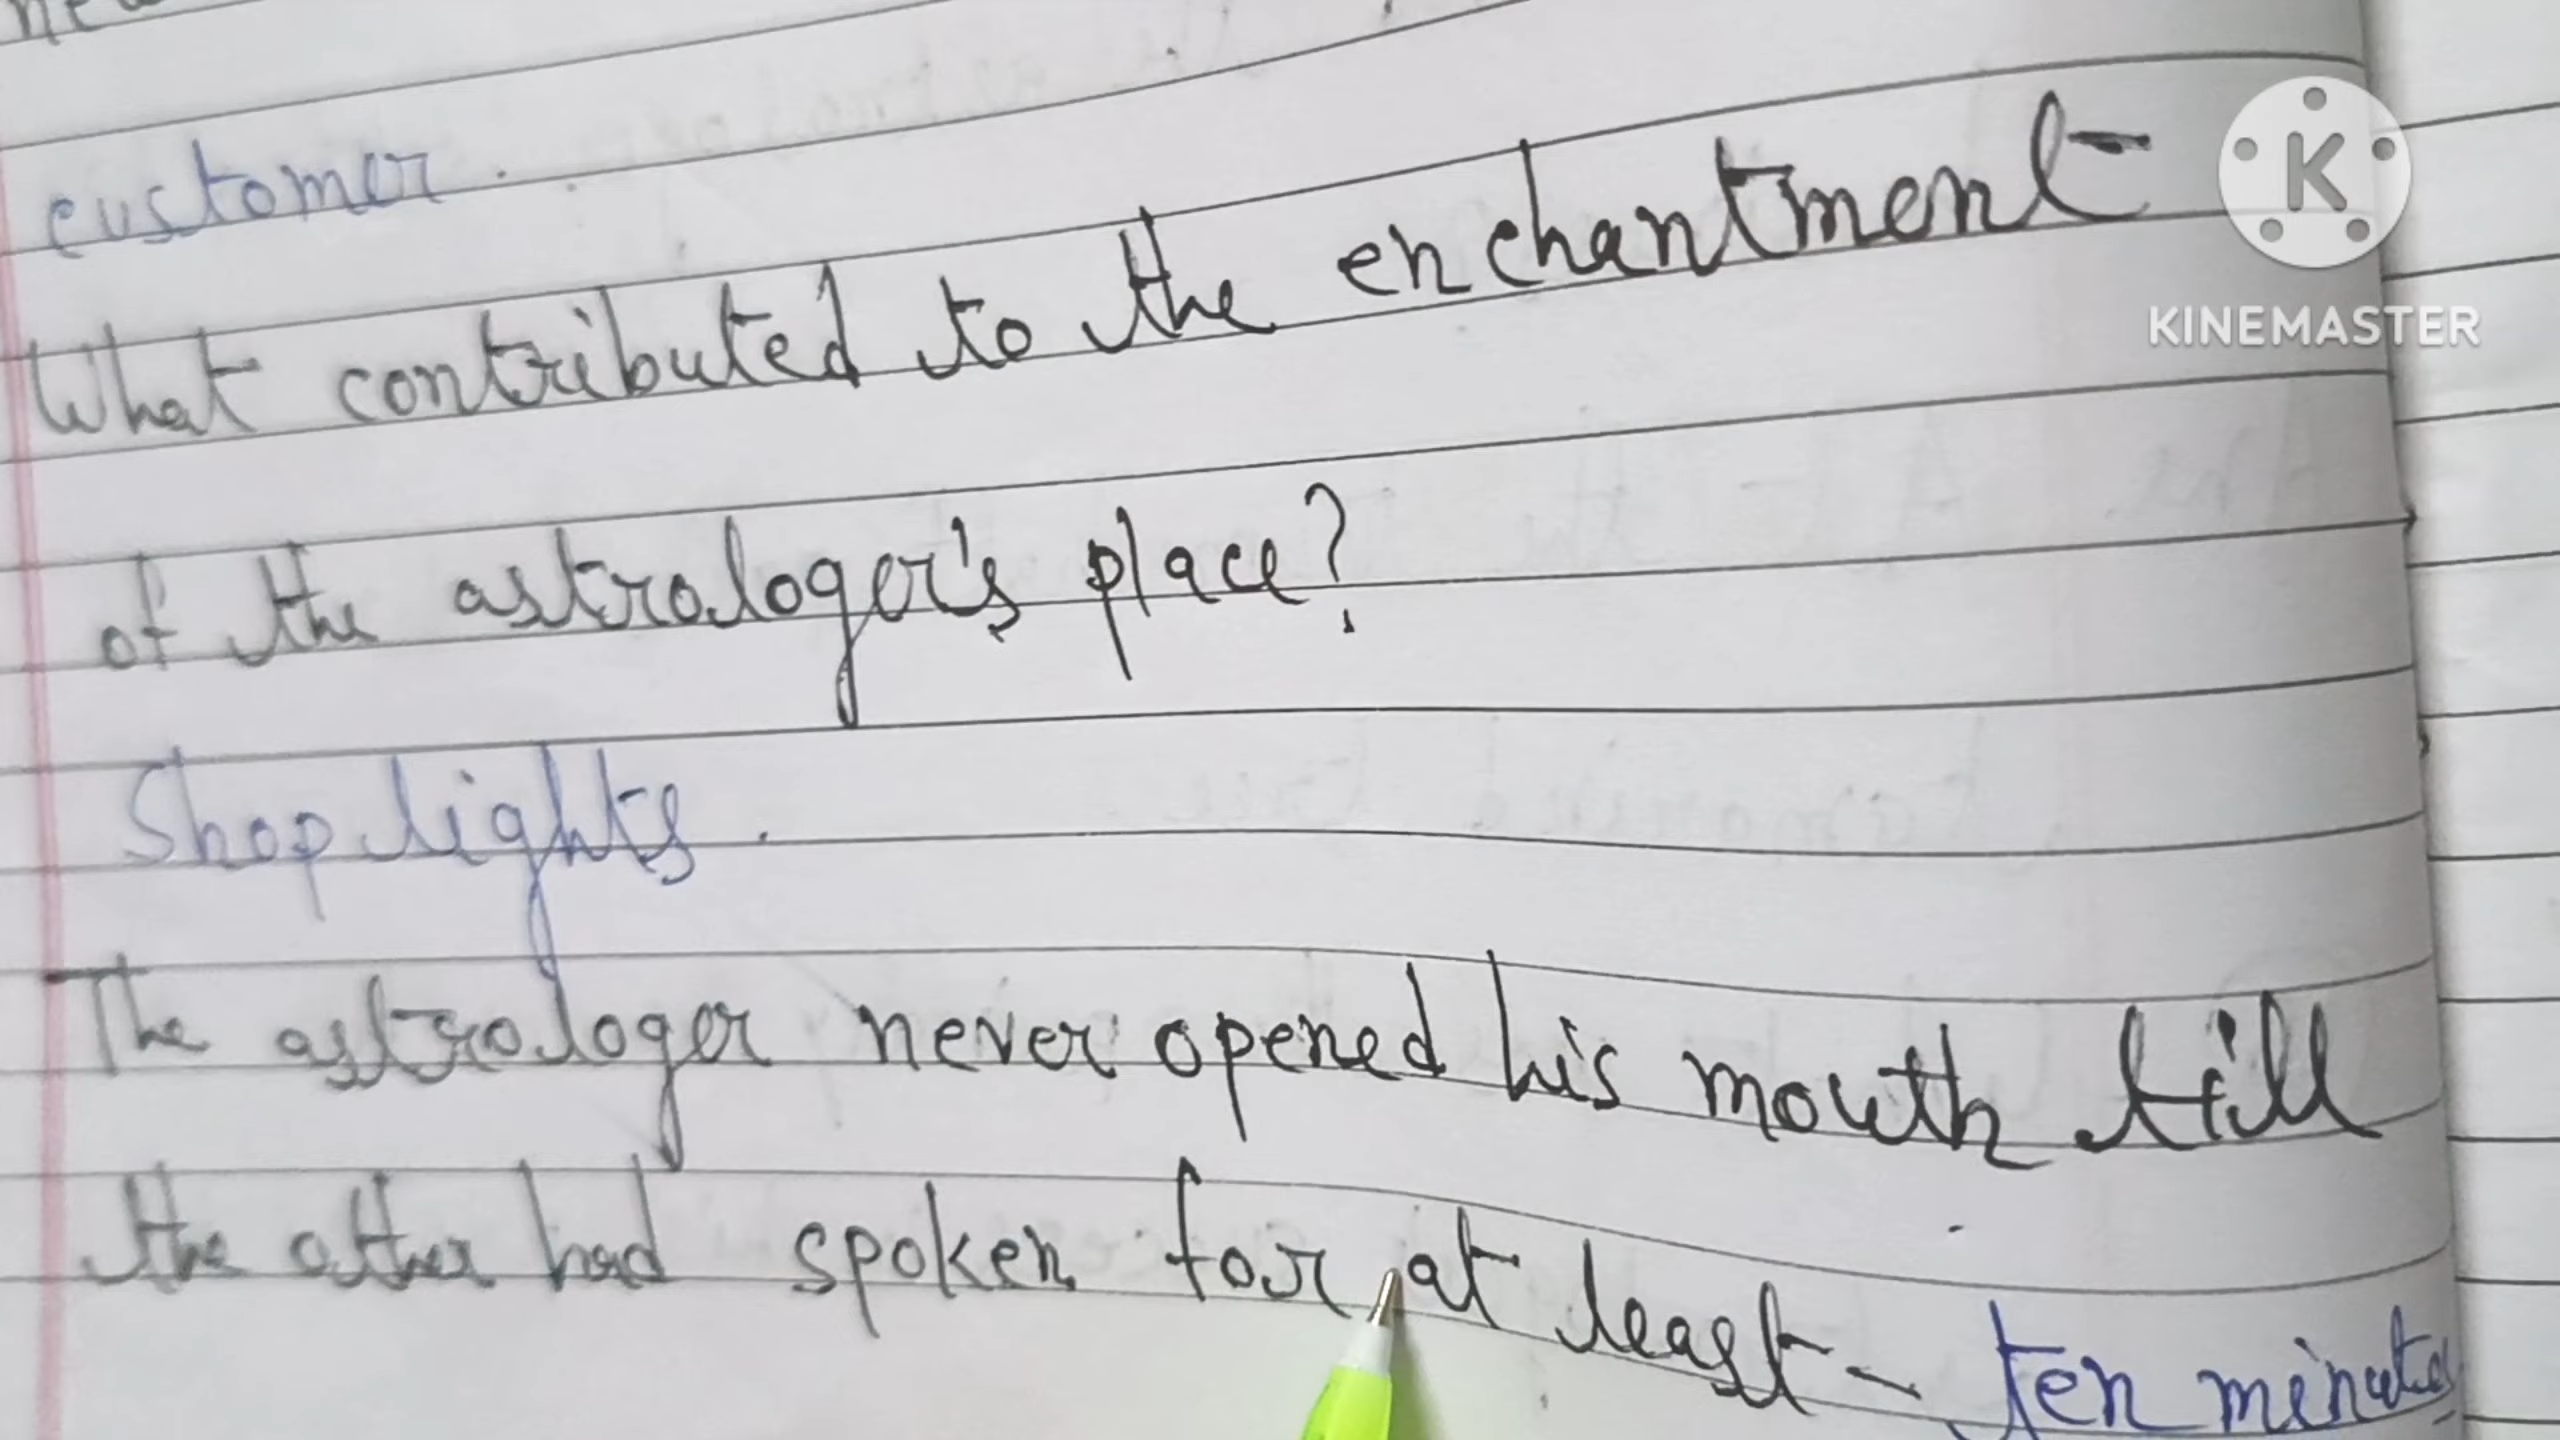 customer.
What contributed to the enchantment
of the astrologer's place?
Shop lights.
The astrologer never opened his mouth till
the other had spoken for at least - ten minutes
KINEMASTER